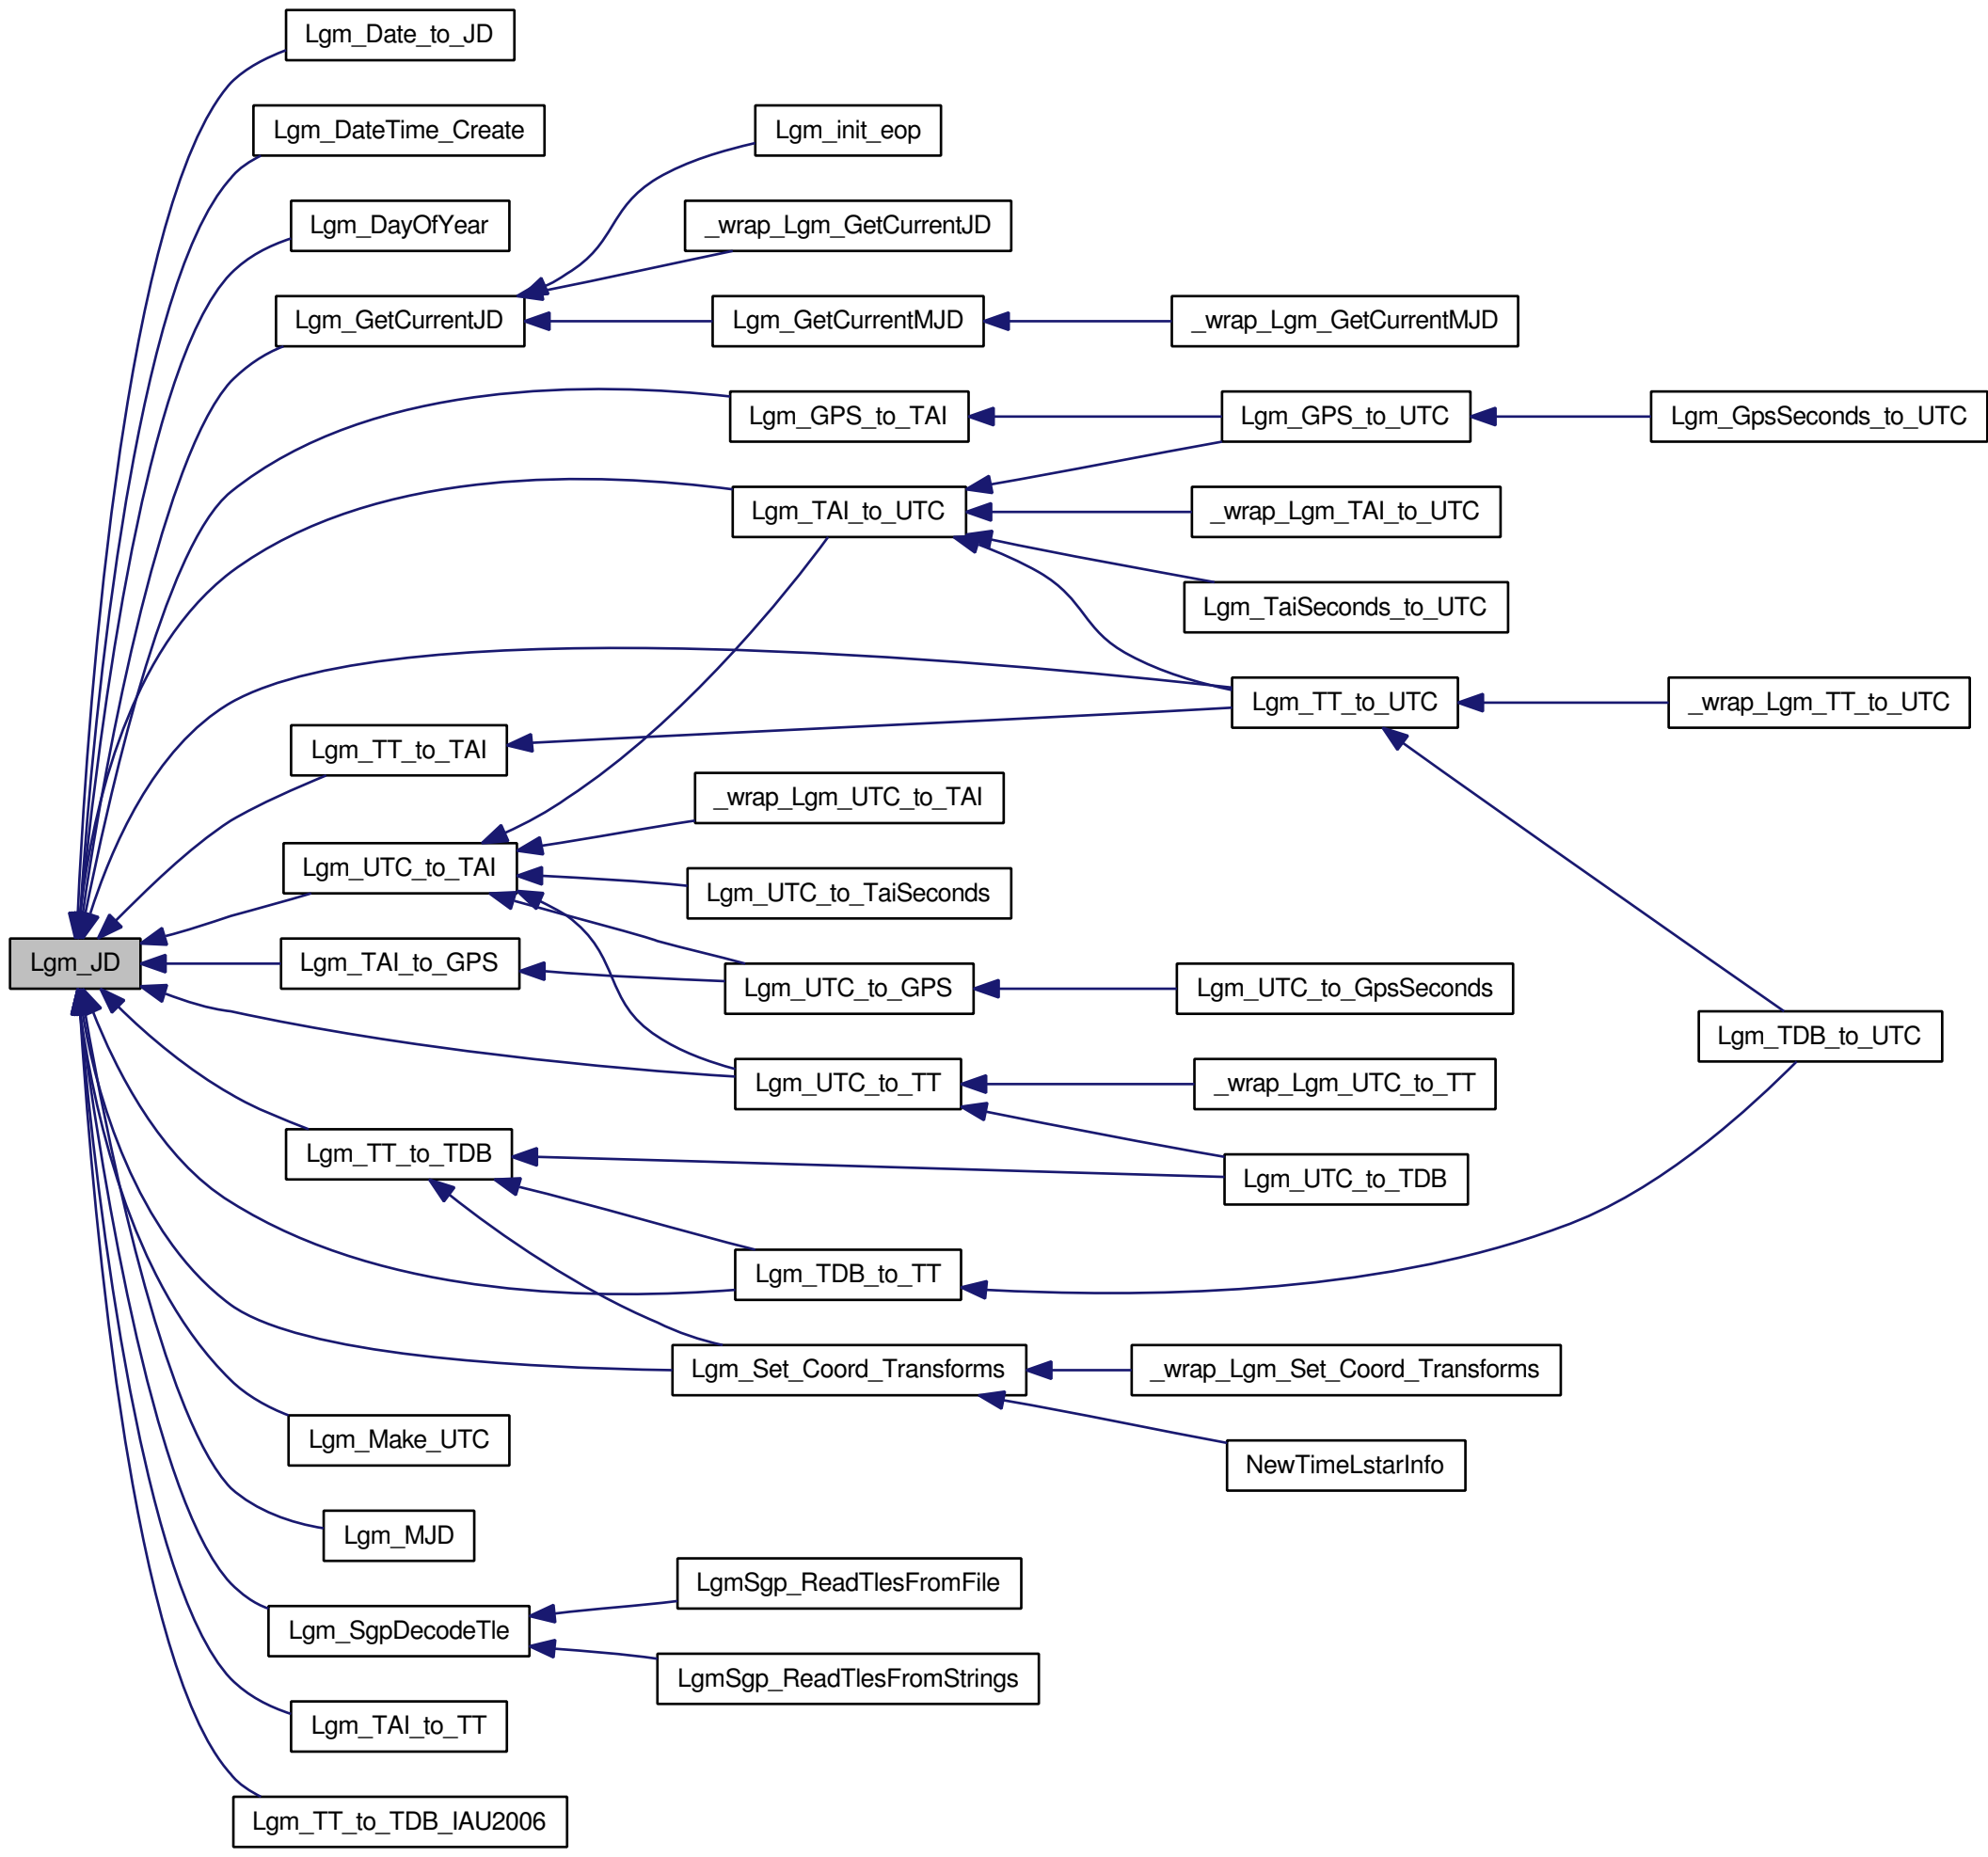 Lgm_Date_to_JD
Lgm_DateTime_Create
Lgm_init_eop
Lgm_DayOfYear
_wrap_Lgm_GetCurrentJD
Lgm_GetCurrentJD
Lgm_GetCurrentMJD
_wrap_Lgm_GetCurrentMJD
Lgm_GPS_to_TAI
Lgm_GPS_to_UTC
Lgm_GpsSeconds_to_UTC
Lgm_TAI_to_UTC
_wrap_Lgm_TAI_to_UTC
Lgm_TaiSeconds_to_UTC
Lgm_TT_to_UTC
_wrap_Lgm_TT_to_UTC
Lgm_TT_to_TAI
_wrap_Lgm_UTC_to_TAI
Lgm_UTC_to_TAI
Lgm_UTC_to_TaiSeconds
Lgm_JD
Lgm_TAI_to_GPS
Lgm_UTC_to_GPS
Lgm_UTC_to_GpsSeconds
Lgm_TDB_to_UTC
Lgm_UTC_to_TT
_wrap_Lgm_UTC_to_TT
Lgm_TT_to_TDB
Lgm_UTC_to_TDB
Lgm_TDB_to_TT
Lgm_Set_Coord_Transforms
_wrap_Lgm_Set_Coord_Transforms
Lgm_Make_UTC
NewTimeLstarInfo
Lgm_MJD
LgmSgp_ReadTlesFromFile
Lgm_SgpDecodeTle
LgmSgp_ReadTlesFromStrings
Lgm_TAI_to_TT
Lgm_TT_to_TDB_IAU2006